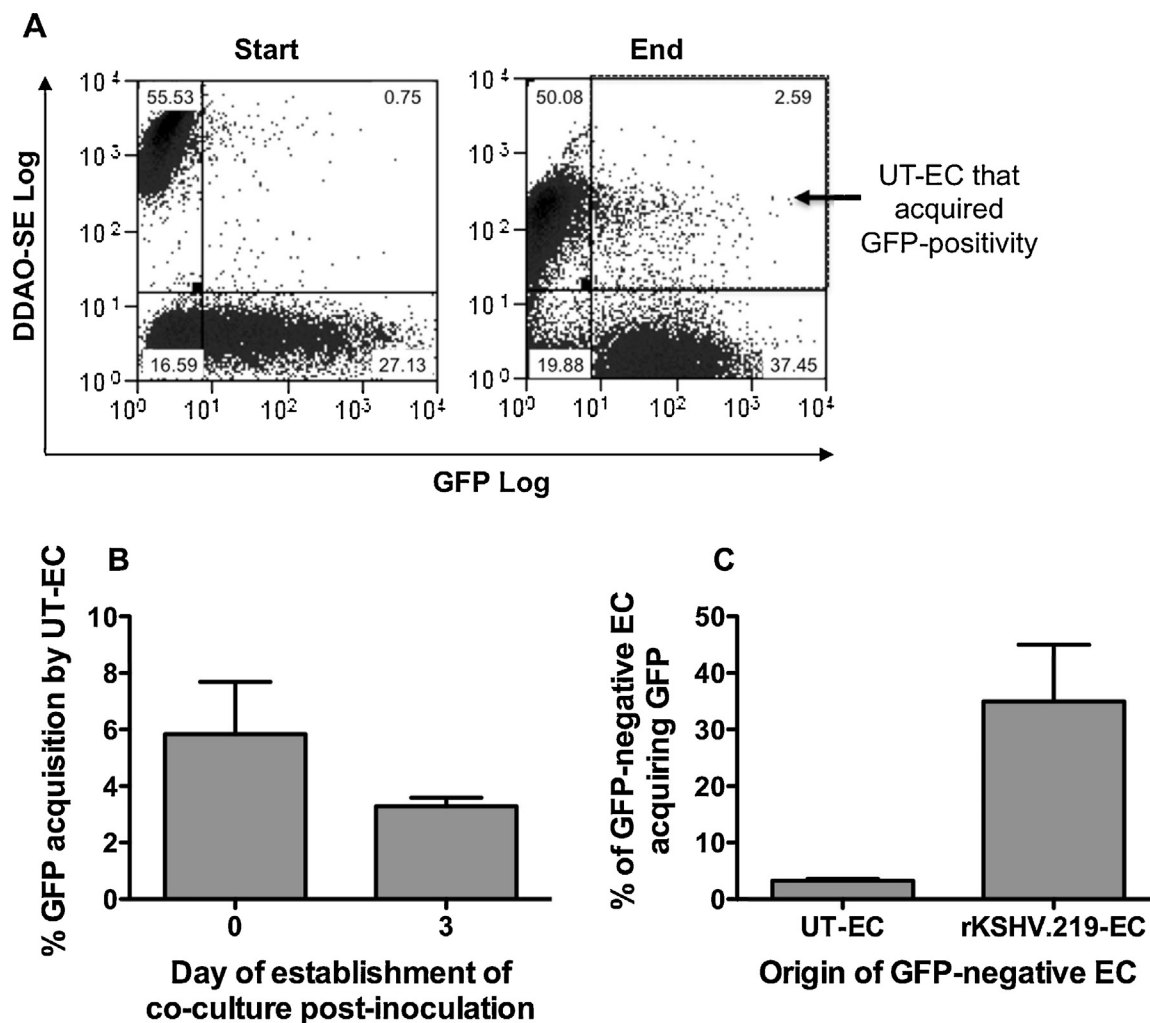 A
Start
End
DDAO-SE Log
10⁴
10³
10²
10¹
10⁰
55.53
0.75
16.59
27.13
10⁰ 10¹ 10² 10³ 10⁴
10⁴
10³
10²
10¹
10⁰
50.08
2.59
19.88
37.45
10⁰ 10¹ 10² 10³ 10⁴
UT-EC that
acquired
GFP-positivity
GFP Log
B
% GFP acquisition by UT-EC
10
8
6
4
2
0
0 3
Day of establishment of
co-culture post-inoculation
C
% of GFP-negative EC
acquiring GFP
50
40
30
20
10
0
UT-EC rKSHV.219-EC
Origin of GFP-negative EC